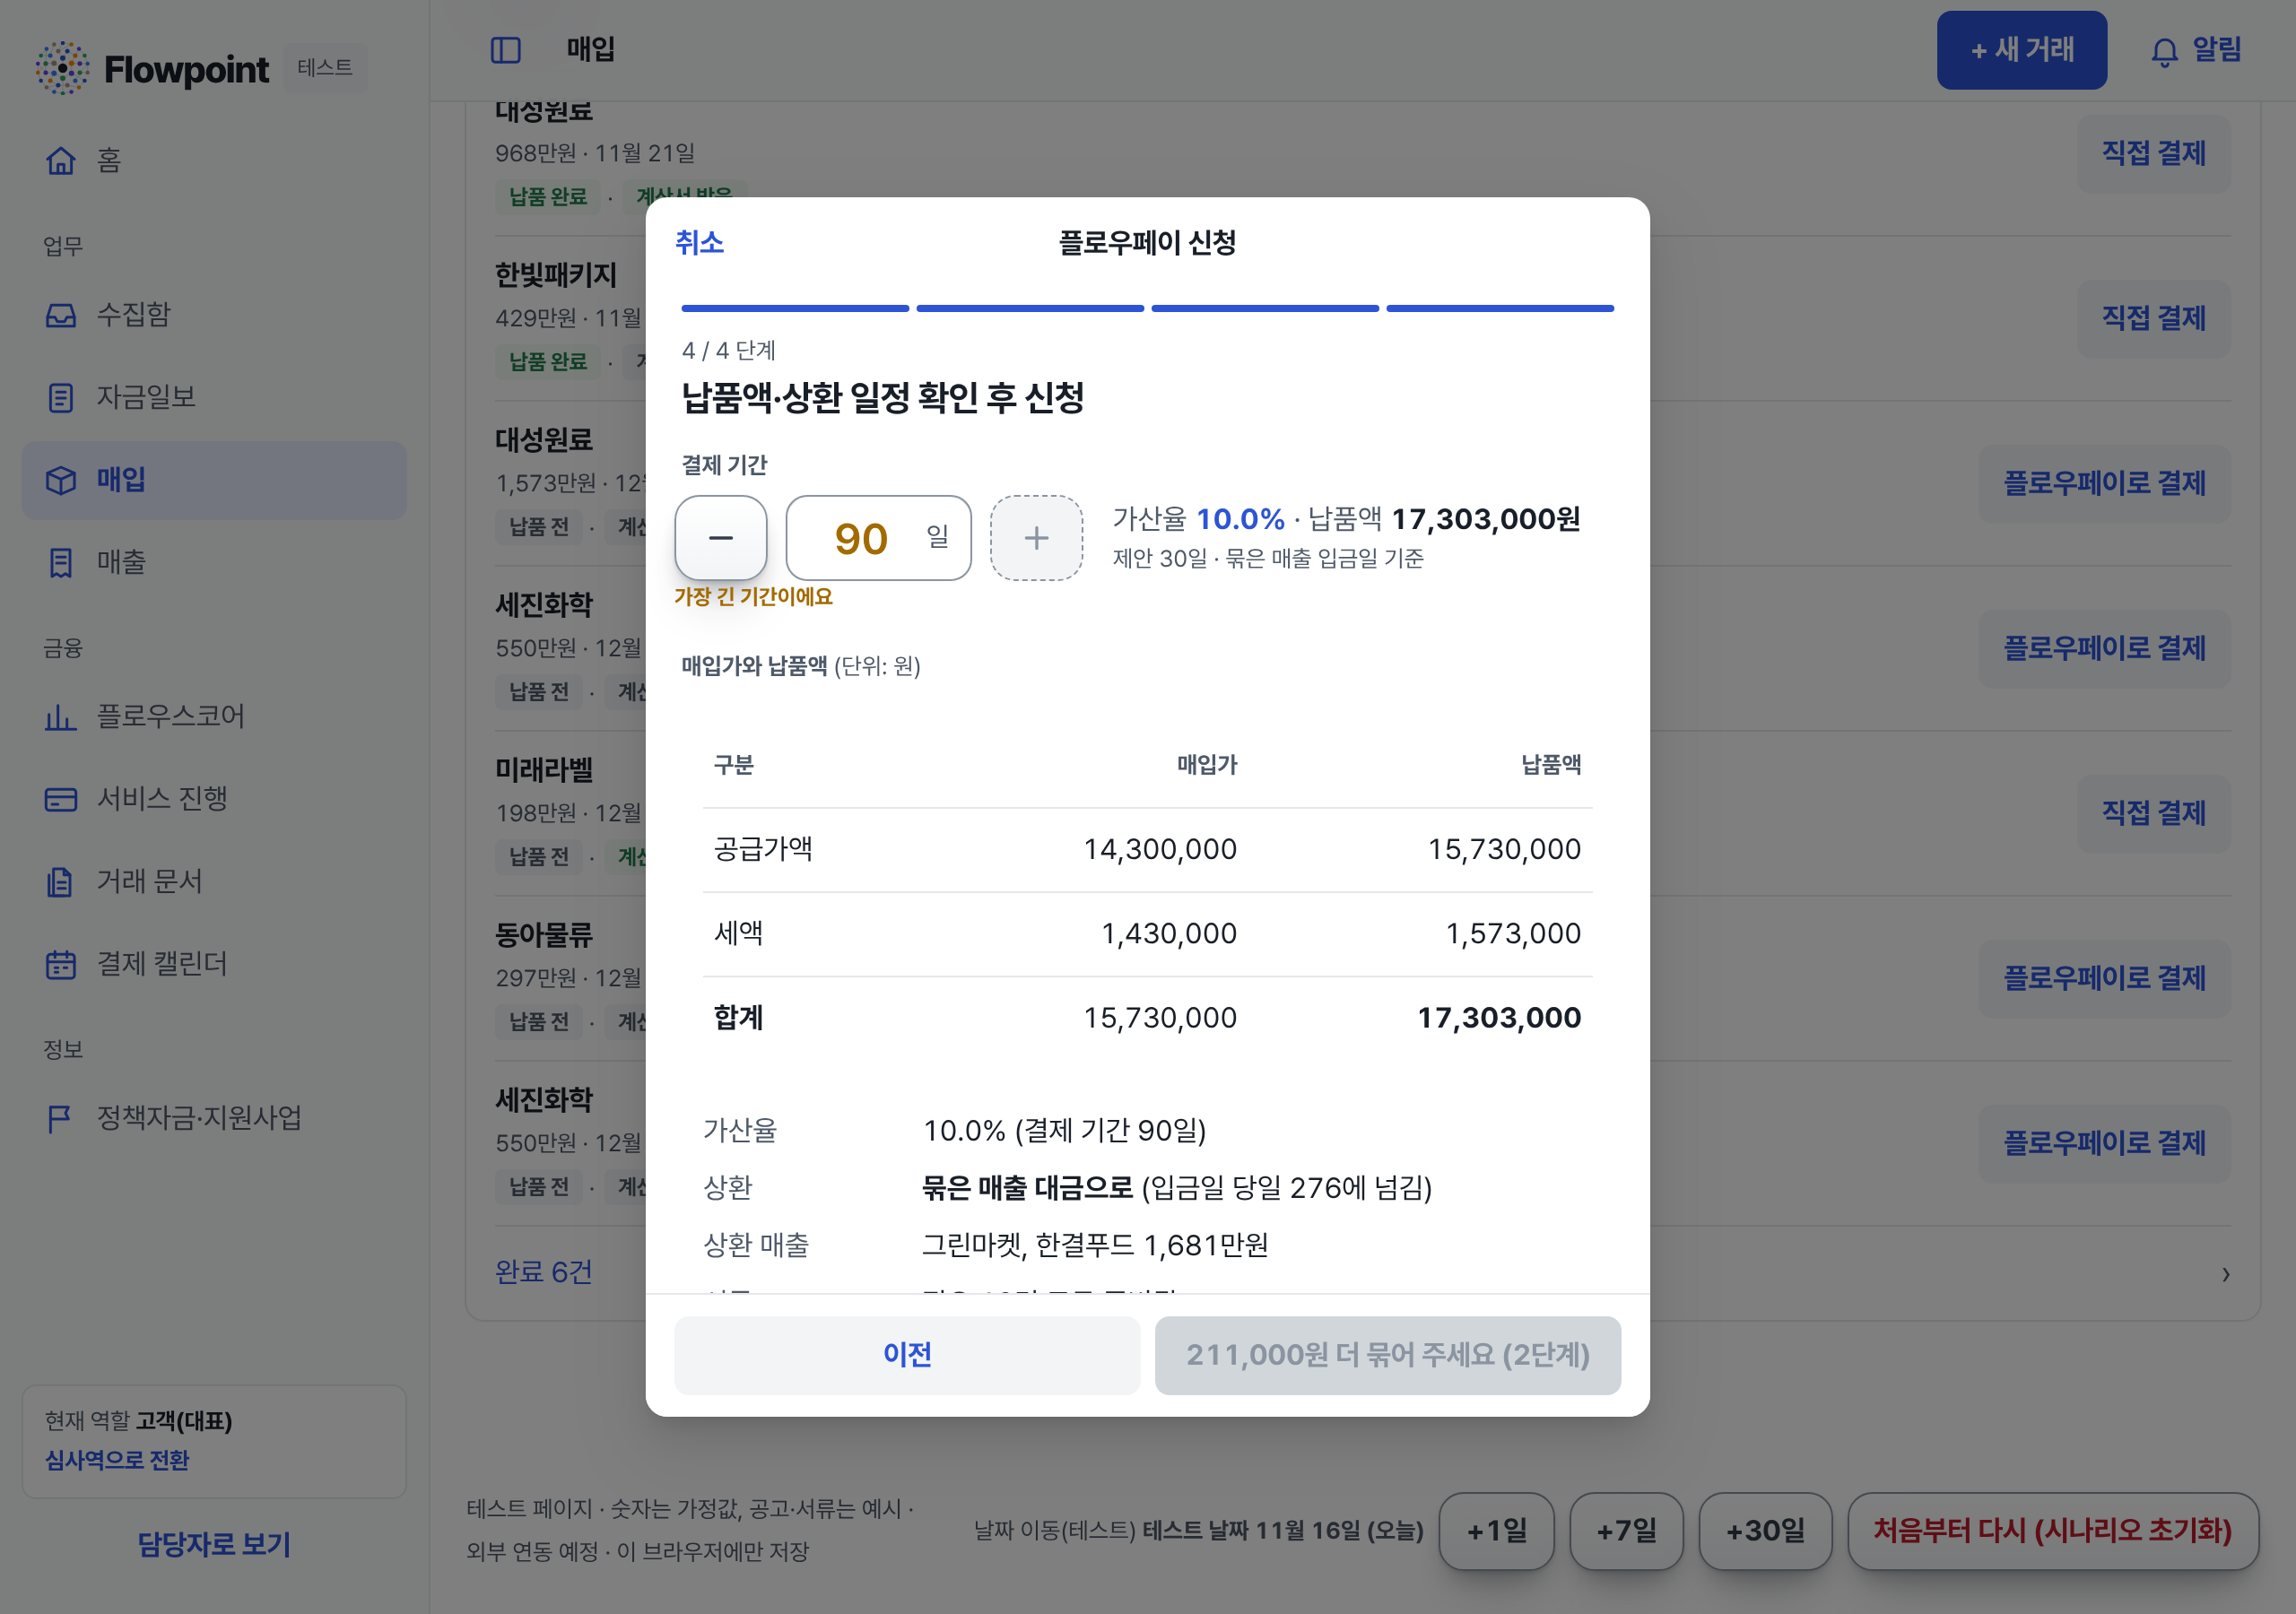 Flowpoint 테스트
홈
업무
수집함
자금일보
매입
매출
금융
플로우스코어
서비스 진행
거래 문서
결제 캘린더
정보
정책자금·지원사업
현재 역할 고객(대표)
심사역으로 전환
담당자로 보기
매입
+ 새 거래
알림
대성원료
968만원 · 11월 21일
납품 완료 · 계산서 받음
직접 결제
한빛패키지
429만원 · 11월
납품 완료 ·
직접 결제
대성원료
1,573만원 · 12
납품 전 ·
플로우페이로 결제
세진화학
550만원 · 12월
납품 전 ·
플로우페이로 결제
미래라벨
198만원 · 12월
납품 전 ·
직접 결제
동아물류
297만원 · 12월
납품 전 ·
플로우페이로 결제
세진화학
550만원 · 12월
납품 전 ·
플로우페이로 결제
완료 6건
취소
플로우페이 신청
4 / 4 단계
납품액·상환 일정 확인 후 신청
결제 기간
− 90 일 +
가산율 10.0% · 납품액 17,303,000원
제안 30일 · 묶은 매출 입금일 기준
가장 긴 기간이에요
매입가와 납품액 (단위: 원)
구분 매입가 납품액
공급가액 14,300,000 15,730,000
세액 1,430,000 1,573,000
합계 15,730,000 17,303,000
가산율 10.0% (결제 기간 90일)
상환 묶은 매출 대금으로 (입금일 당일 276에 넘김)
상환 매출 그린마켓, 한결푸드 1,681만원
이전
211,000원 더 묶어 주세요 (2단계)
테스트 페이지 · 숫자는 가정값, 공고·서류는 예시 ·
외부 연동 예정 · 이 브라우저에만 저장
날짜 이동(테스트) 테스트 날짜 11월 16일 (오늘)
+1일
+7일
+30일
처음부터 다시 (시나리오 초기화)